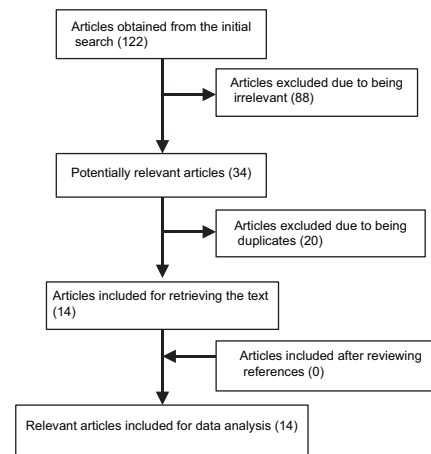 Articles obtained from the initial
search (122)
Articles excluded due to being
irrelevant (88)
Potentially relevant articles (34)
Articles excluded due to being
duplicates (20)
Articles included for retrieving the text
(14)
Articles included after reviewing
references (0)
Relevant articles included for data analysis (14)